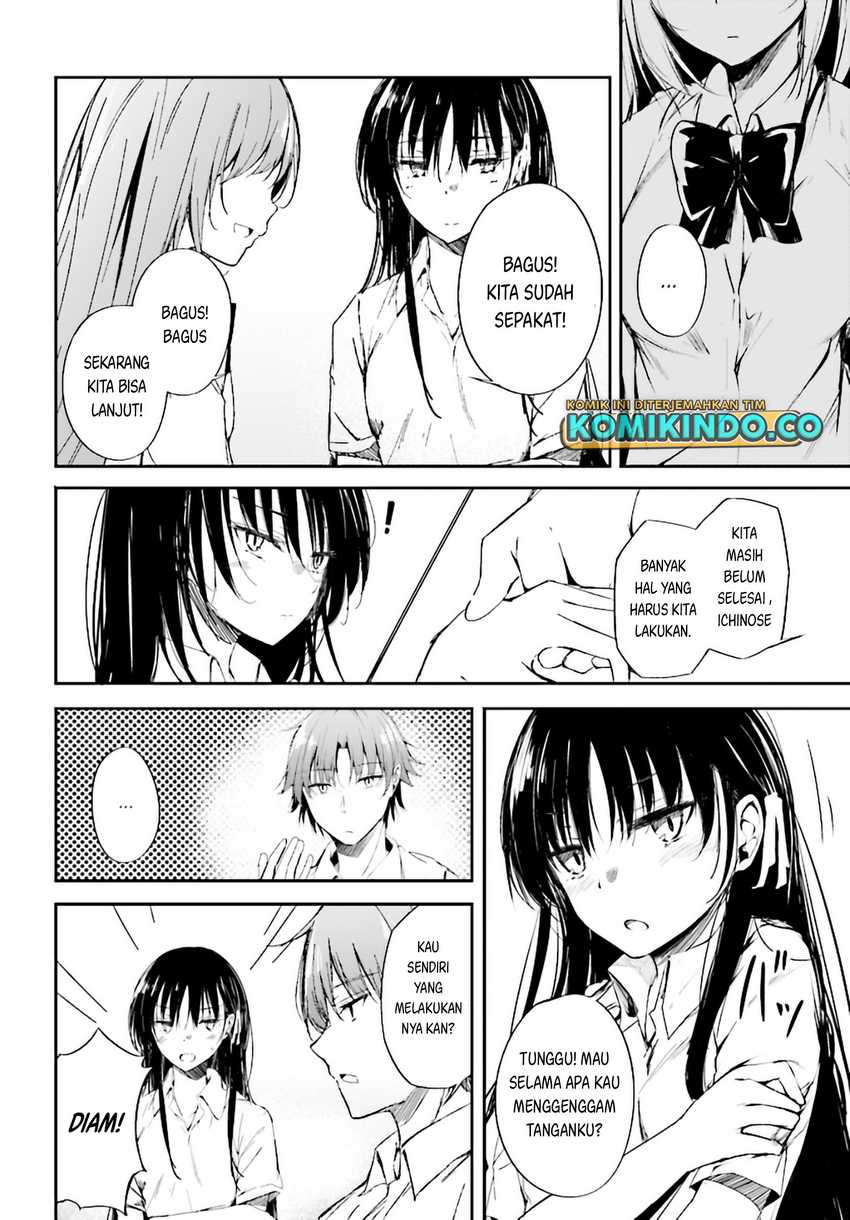 ...
KOMIK INI DITERJEMAHKAN TIM
KOMIKINDO.CO
BAGUS!
KITA SUDAH
SEPAKAT!
BAGUS!
BAGUS
SEKARANG
KITA BISA
LANJUT!
KITA
MASIH
BELUM
SELESAI ,
ICHINOSE
BANYAK
HAL YANG
HARUS KITA
LAKUKAN.
!
TUNGGU! MAU
SELAMA APA KAU
MENGGENGGAM
TANGANKU?
...
KAU
SENDIRI
YANG
MELAKUKAN
NYA KAN?
DIAM!